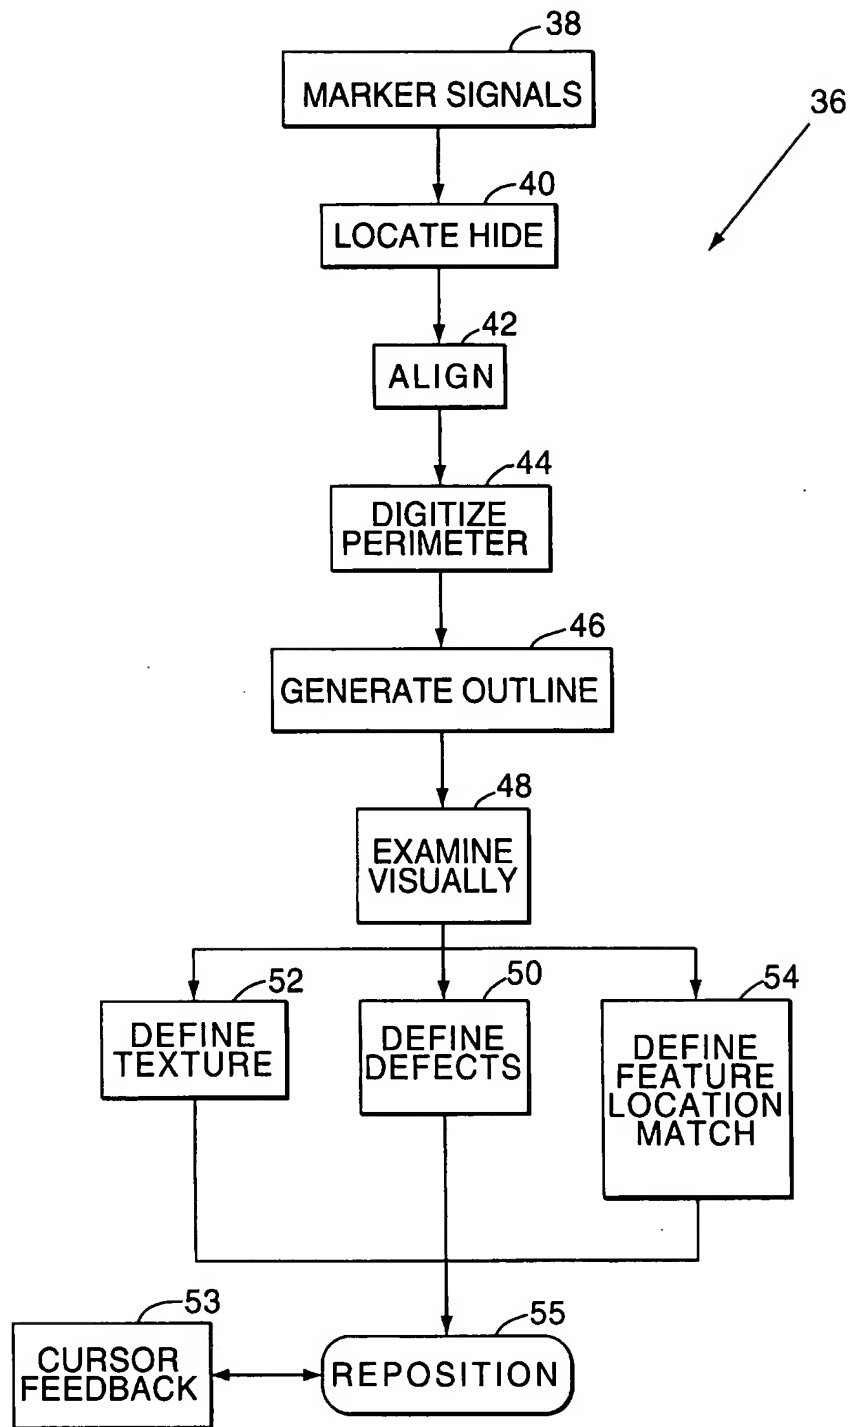 38
MARKER SIGNALS
36
40
LOCATE HIDE
42
ALIGN
44
DIGITIZE
PERIMETER
46
GENERATE OUTLINE
48
EXAMINE
VISUALLY
52
DEFINE
TEXTURE
50
DEFINE
DEFECTS
54
DEFINE
FEATURE
LOCATION
MATCH
53
CURSOR
FEEDBACK
55
REPOSITION